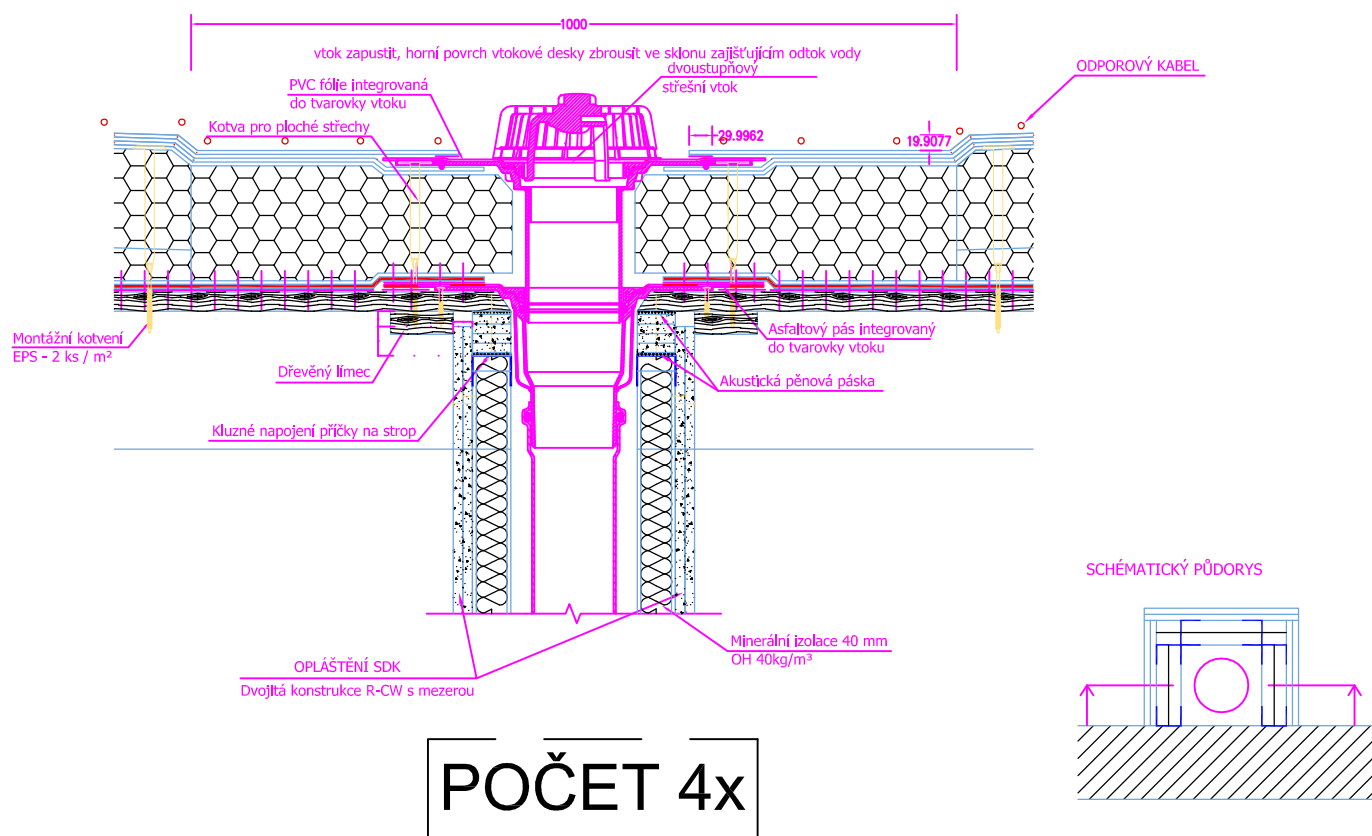 1000
vtok zapustit, horní povrch vtokové desky zbrousit ve sklonu zajišťujícím odtok vody
dvoustupňový
střešní vtok
ODPOROVÝ KABEL
PVC fólie integrovaná
do tvarovky vtoku
Kotva pro ploché střechy
29.9962
19.9077
Montážní kotvení
EPS - 2 ks / m²
Dřevěný límec
Asfaltový pás integrovaný
do tvarovky vtoku
Akustická pěnová páska
Kluzné napojení příčky na strop
SCHÉMATICKÝ PŮDORYS
Minerální izolace 40 mm
OH 40kg/m³
OPLÁŠTĚNÍ SDK
Dvojitá konstrukce R-CW s mezerou
POČET 4x